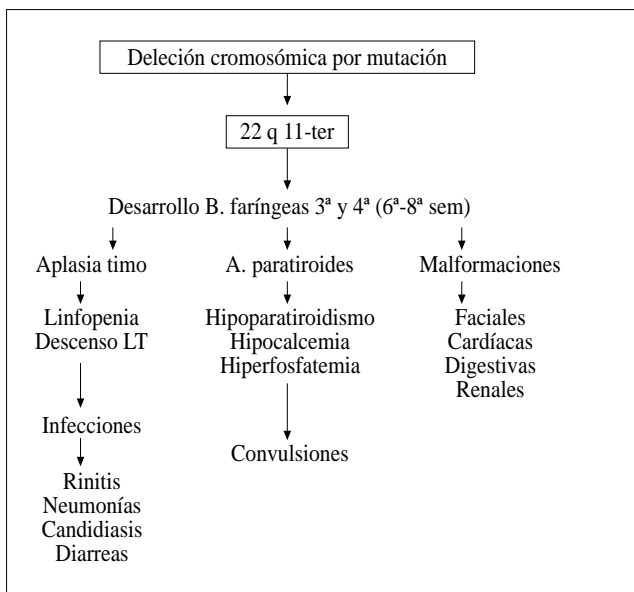 Deleción cromosómica por mutación
22 q 11-ter
Desarrollo B. faríngeas 3ª y 4ª (6ª-8ª sem)
Aplasia timo
A. paratiroides
Malformaciones
Linfopenia
Descenso LT
Hipoparatiroidismo
Hipocalcemia
Hiperfosfatemia
Faciales
Cardíacas
Digestivas
Renales
Infecciones
Convulsiones
Rinitis
Neumonías
Candidiasis
Diarreas